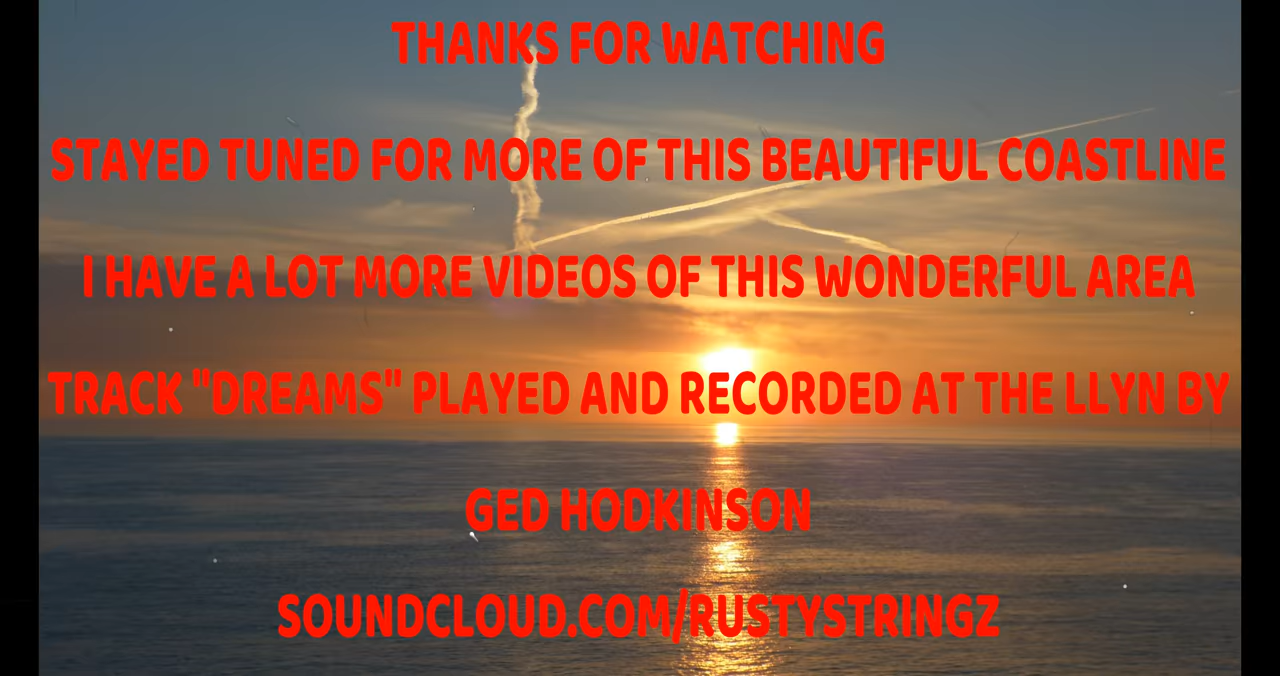 THANKS FOR WATCHING
STAYED TUNED FOR MORE OF THIS BEAUTIFUL COASTLINE
I HAVE A LOT MORE VIDEOS OF THIS WONDERFUL AREA
TRACK "DREAMS" PLAYED AND RECORDED AT THE LLYN BY
GED HODKINSON
SOUNDCLOUD.COM/RUSTYSTRINGZ